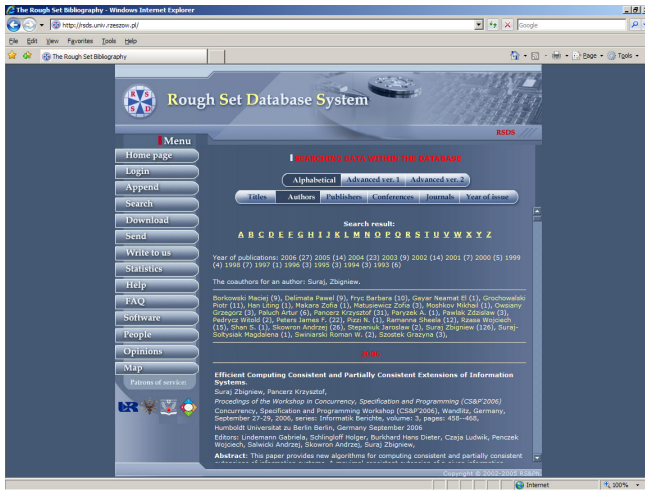 The Rough Set Bibliography - Windows Internet Explorer
http://rsds.univ.rzeszow.pl/
Google
File Edit View Favorites Tools Help
The Rough Set Bibliography
Page Tools
R S S D
Rough Set Database System
RSDS
Menu
Home page
Login
Append
Search
Download
Send
Write to us
Statistics
Help
FAQ
Software
People
Opinions
Map
Patrons of service:
SEARCHING DATA WITHIN THE DATABASE
Alphabetical Advanced ver. 1 Advanced ver. 2
Titles Authors Publishers Conferences Journals Year of issue
Search result:
A B C D E F G H I J K L M N O P Q R S T U V W X Y Z
Year of publications: 2006 (27) 2005 (14) 2004 (23) 2003 (9) 2002 (14) 2001 (7) 2000 (5) 1999
(4) 1998 (7) 1997 (1) 1996 (3) 1995 (3) 1994 (3) 1993 (6)
The coauthors for an author: Suraj, Zbigniew.
Borkowski Maciej (9), Delimata Pawel (9), Fryc Barbara (10), Gayar Neamat El (1), Grochowalski
Piotr (11), Han Liting (1), Makara Zofia (1), Matusiewicz Zofia (3), Moshkov Mikhail (1), Owsiany
Grzegorz (3), Paluch Artur (6), Pancerz Krzysztof (31), Paryzek A. (1), Pawlak Zdzislaw (3),
Pedrycz Witold (2), Peters James F. (22), Pizzi N. (1), Ramanna Sheela (12), Rzasa Wojciech
(15), Shan S. (1), Skowron Andrzej (26), Stepaniuk Jaroslaw (2), Suraj Zbigniew (126), Suraj-
Soltysiak Magdalena (1), Swiniarski Roman W. (2), Szostek Grazyna (3),
Efficient Computing Consistent and Partially Consistent Extensions of Information
Systems.
Suraj Zbigniew, Pancerz Krzysztof,
Procedings of the Workshop in Concurrency, Specification and Programming (CS&P'2006)
Concurrency, Specification and Programming Workshop (CS&P'2006), Wandlitz, Germany,
September 27-29, 2006, series: Informatik Berichte, volume: 3, pages: 458--468,
Humboldt Universitat zu Berlin Berlin, Germany September 2006
Editors: Lindemann Gabriela, Schlingloff Holger, Burkhard Hans Dieter, Czaja Ludwik, Penczek
Wojciech, Salwicki Andrzej, Skowron Andrzej, Suraj Zbigniew,
Abstract: This paper provides new algorithms for computing consistent and partially consistent
extensions of information systems. A maximal consistent extension of a given information
Copyright © 2002-2005 RS&PN
Internet 100%